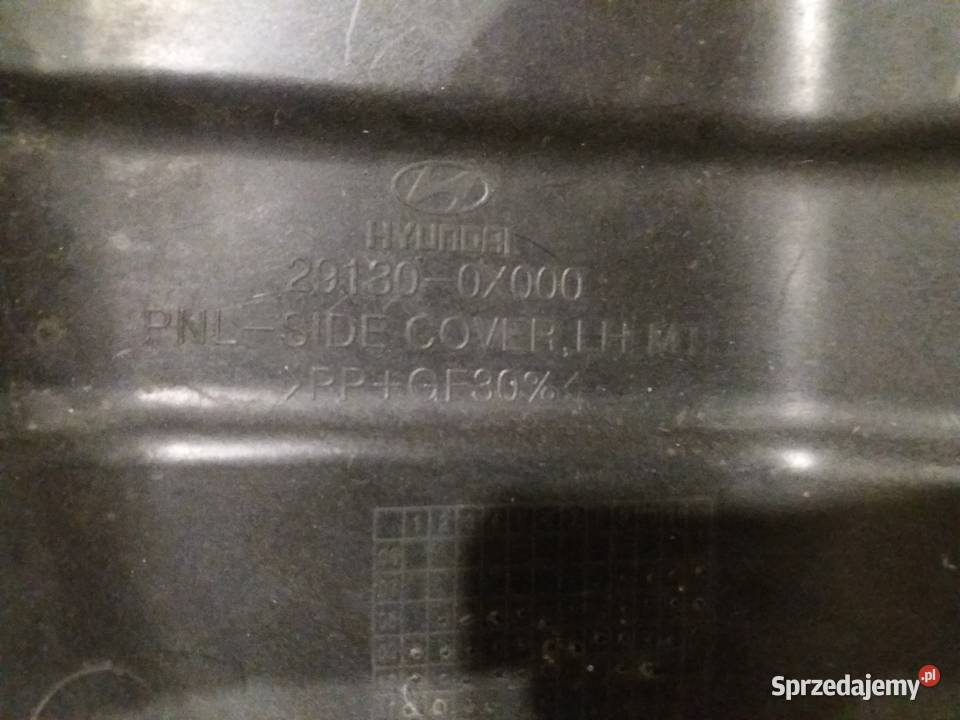 HYUNDAI
29130-0X000
PNL-SIDE COVER,LH MT
>PP+GF30%<
Sprzedajemy.pl